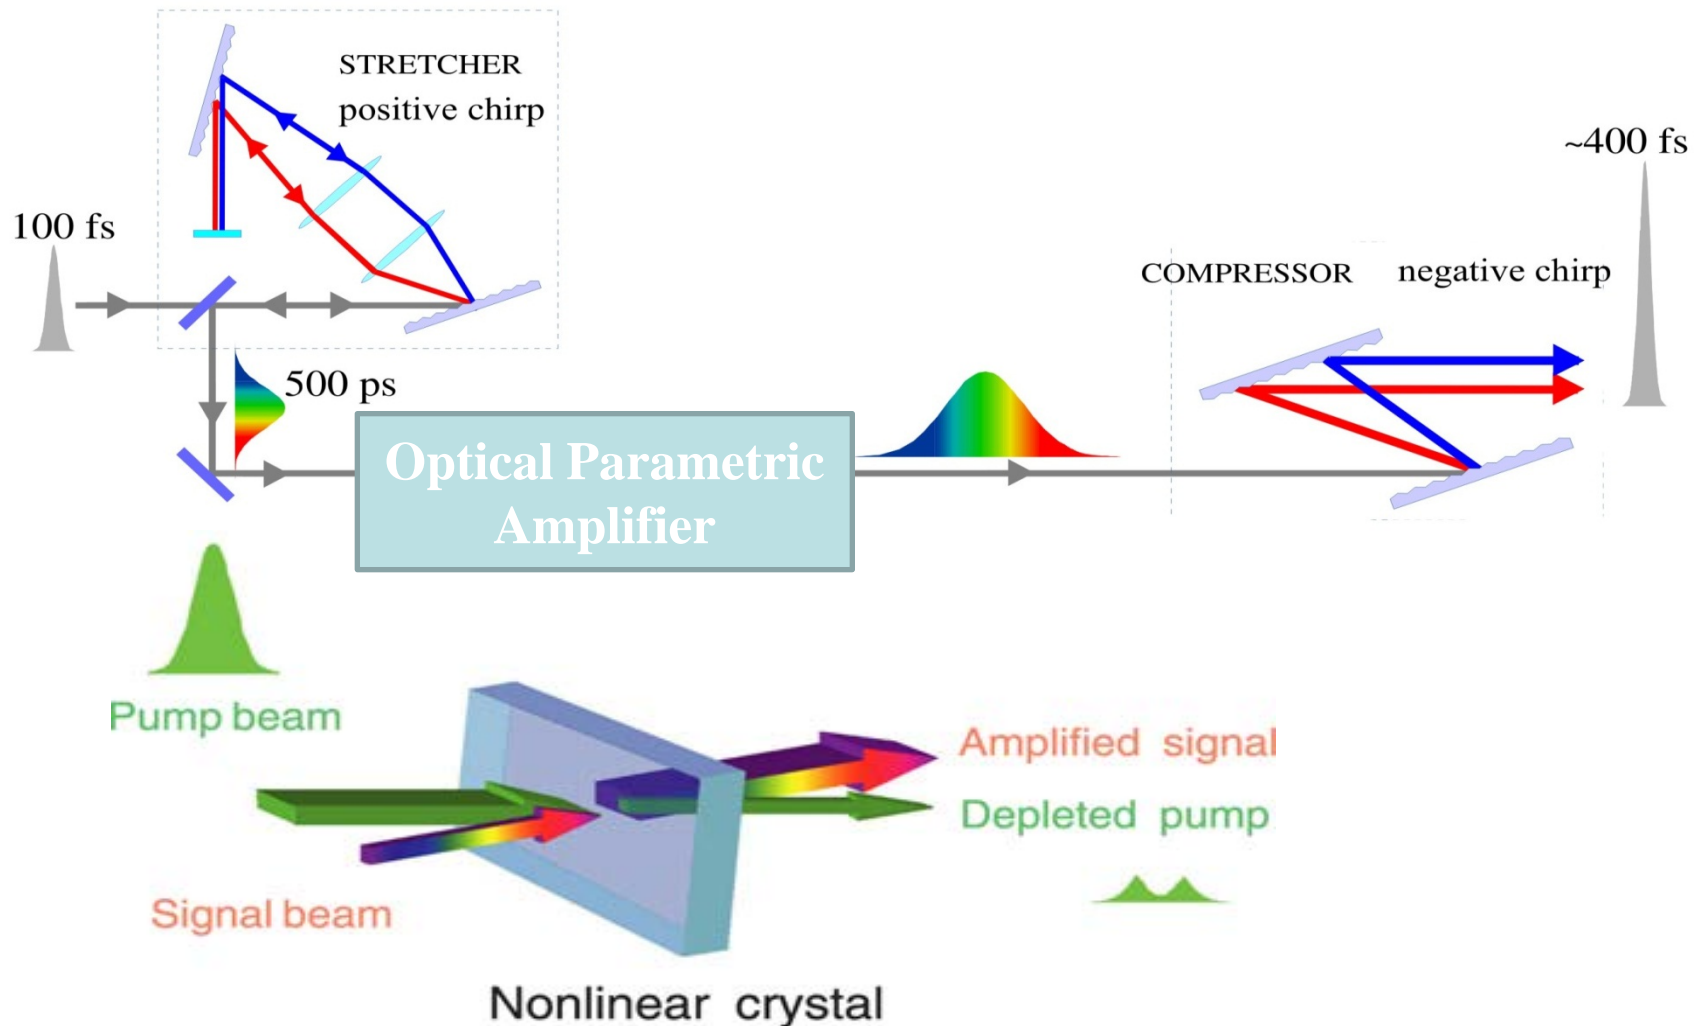 STRETCHER
positive chirp
~400 fs
100 fs
COMPRESSOR negative chirp
500 ps
Optical Parametric
Amplifier
Pump beam
Amplified signal
Depleted pump
Signal beam
Nonlinear crystal